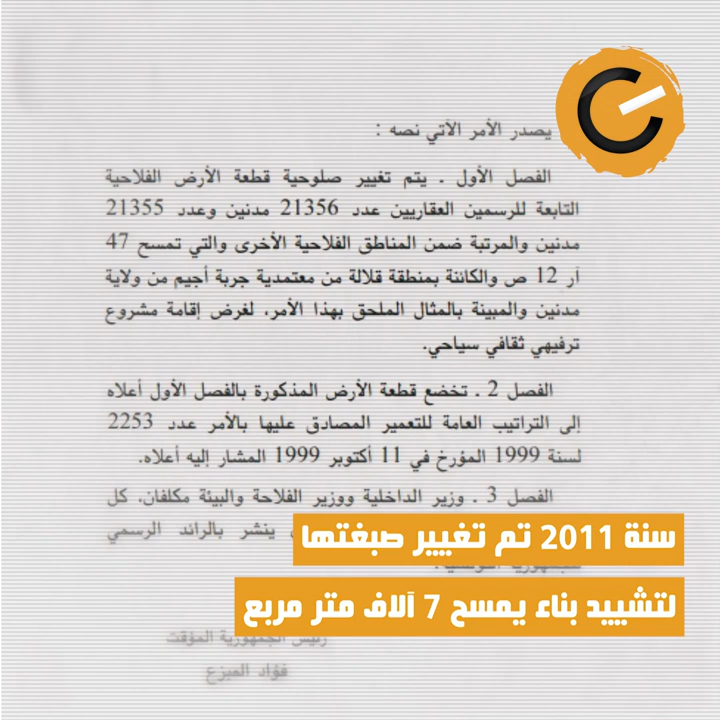 يصدر الأمر الآتي نصه :
الفصل الأول . يتم تغيير صلوحية قطعة الأرض الفلاحية
التابعة للرسمين العقاريين عدد 21356 مدنين وعدد 21355
مدنين والمرتبة ضمن المناطق الفلاحية الأخرى والتي تمسح 47
آر 12 ص والكائنة بمنطقة قلالة من معتمدية جربة أجيم من ولاية
مدنين والمبينة بالمثال الملحق بهذا الأمر، لغرض إقامة مشروع
ترفيهي ثقافي سياحي.
الفصل 2 . تخضع قطعة الأرض المذكورة بالفصل الأول أعلاه
إلى التراتيب العامة للتعمير المصادق عليها بالأمر عدد 2253
لسنة 1999 المؤرخ في 11 أكتوبر 1999 المشار إليه أعلاه.
الفصل 3 . وزير الداخلية ووزير الفلاحة والبيئة مكلفان، كل
ينشر بالرائد الرسمي
سنة 2011 تم تغيير صبغتها
لتشييد بناء يمسح 7 آلاف متر مربع
رئيس الجمهورية المؤقت
فؤاد المبزع